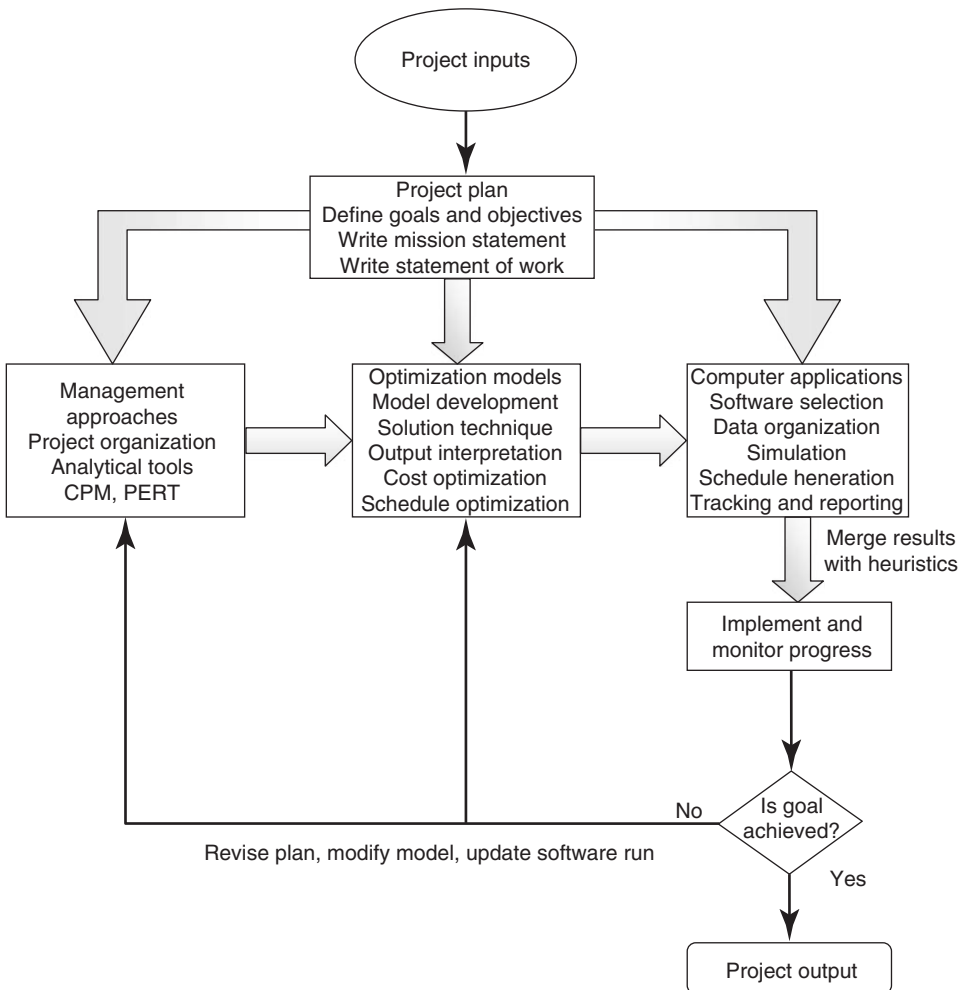 Project inputs
Project plan
Define goals and objectives
Write mission statement
Write statement of work
Management
approaches
Project organization
Analytical tools
CPM, PERT
Optimization models
Model development
Solution technique
Output interpretation
Cost optimization
Schedule optimization
Computer applications
Software selection
Data organization
Simulation
Schedule heneration
Tracking and reporting
Merge results
with heuristics
Implement and
monitor progress
Is goal
achieved?
No
Revise plan, modify model, update software run
Yes
Project output